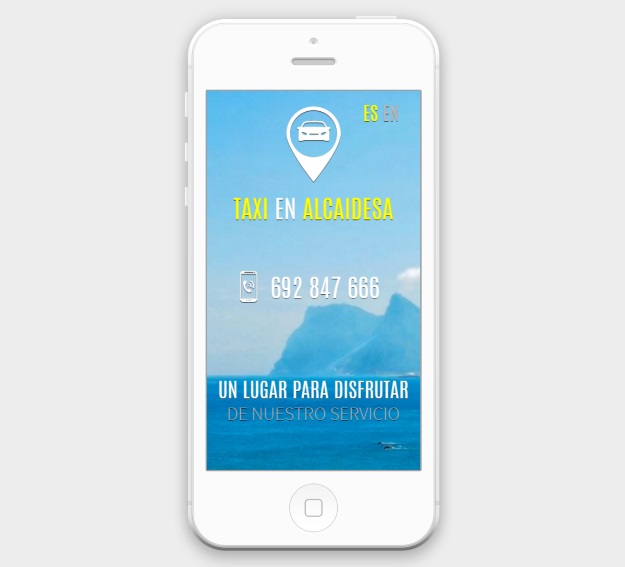 ES EN
TAXI EN ALCAIDESA
692 847 666
UN LUGAR PARA DISFRUTAR
DE NUESTRO SERVICIO